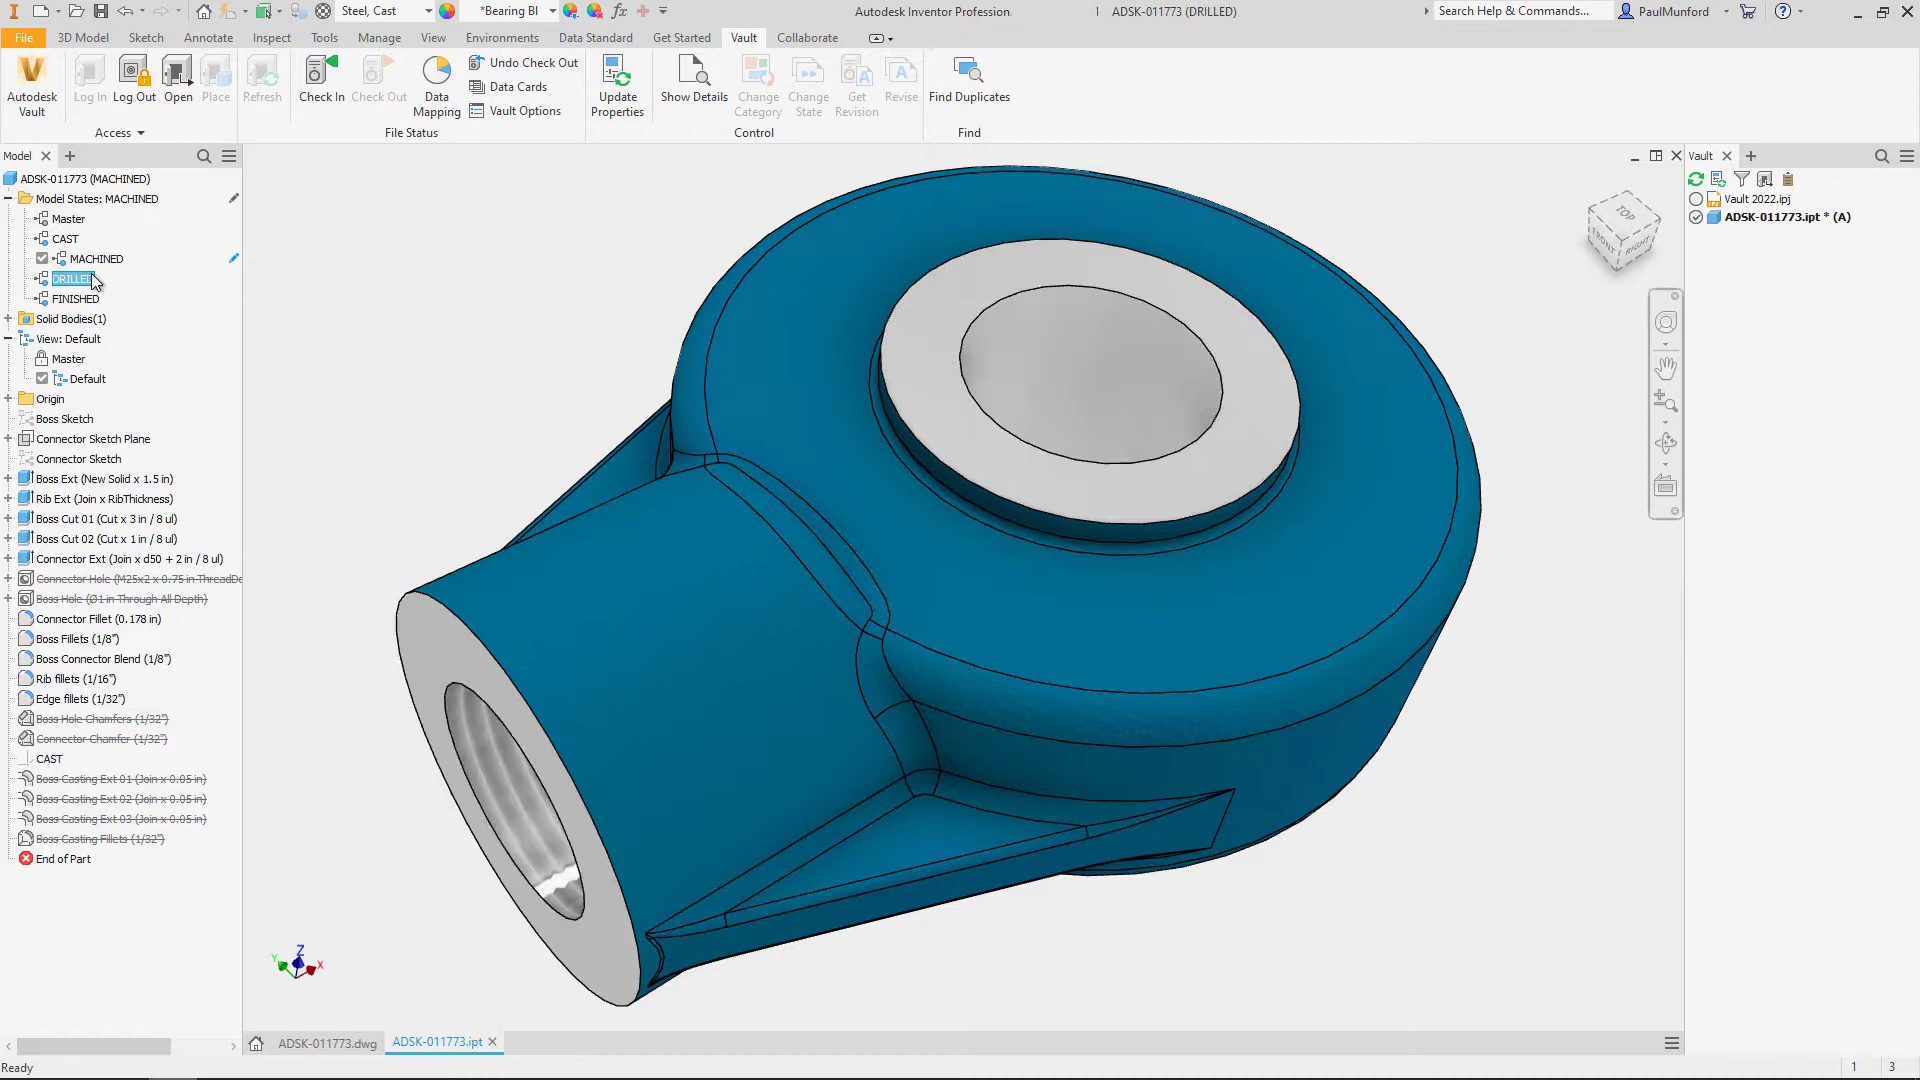 Steel, Cast
*Bearing Bl
fx
Autodesk Inventor Profession
ADSK-011773 (DRILLED)
Search Help & Commands...
PaulMunford
File
3D Model
Sketch
Annotate
Inspect
Tools
Manage
View
Environments
Data Standard
Get Started
Vault
Collaborate
Autodesk
Vault
Log In
Log Out
Open
Place
Refresh
Check In
Check Out
Data
Mapping
Undo Check Out
Data Cards
Vault Options
Update
Properties
Show Details
Change
Category
Change
State
Get
Revision
Revise
Find Duplicates
Access
File Status
Control
Find
Model
ADSK-011773 (MACHINED)
Model States: MACHINED
Master
CAST
MACHINED
DRILLED
FINISHED
Solid Bodies(1)
View: Default
Master
Default
Origin
Boss Sketch
Connector Sketch Plane
Connector Sketch
Boss Ext (New Solid x 1.5 in)
Rib Ext (Join x RibThickness)
Boss Cut 01 (Cut x 3 in / 8 ul)
Boss Cut 02 (Cut x 1 in / 8 ul)
Connector Ext (Join x d50 + 2 in / 8 ul)
Connector Hole (M25x2 x 0.75 in ThreadDe
Boss Hole (Ø1 in Through All Depth)
Connector Fillet (0.178 in)
Boss Fillets (1/8")
Boss Connector Blend (1/8")
Rib fillets (1/16")
Edge fillets (1/32")
Boss Hole Chamfers (1/32")
Connector Chamfer (1/32")
CAST
Boss Casting Ext 01 (Join x 0.05 in)
Boss Casting Ext 02 (Join x 0.05 in)
Boss Casting Ext 03 (Join x 0.05 in)
Boss Casting Fillets (1/32")
End of Part
TOP
FRONT
RIGHT
Z
Y
X
Vault
Vault 2022.ipj
ADSK-011773.ipt * (A)
ADSK-011773.dwg
ADSK-011773.ipt
Ready
1
3